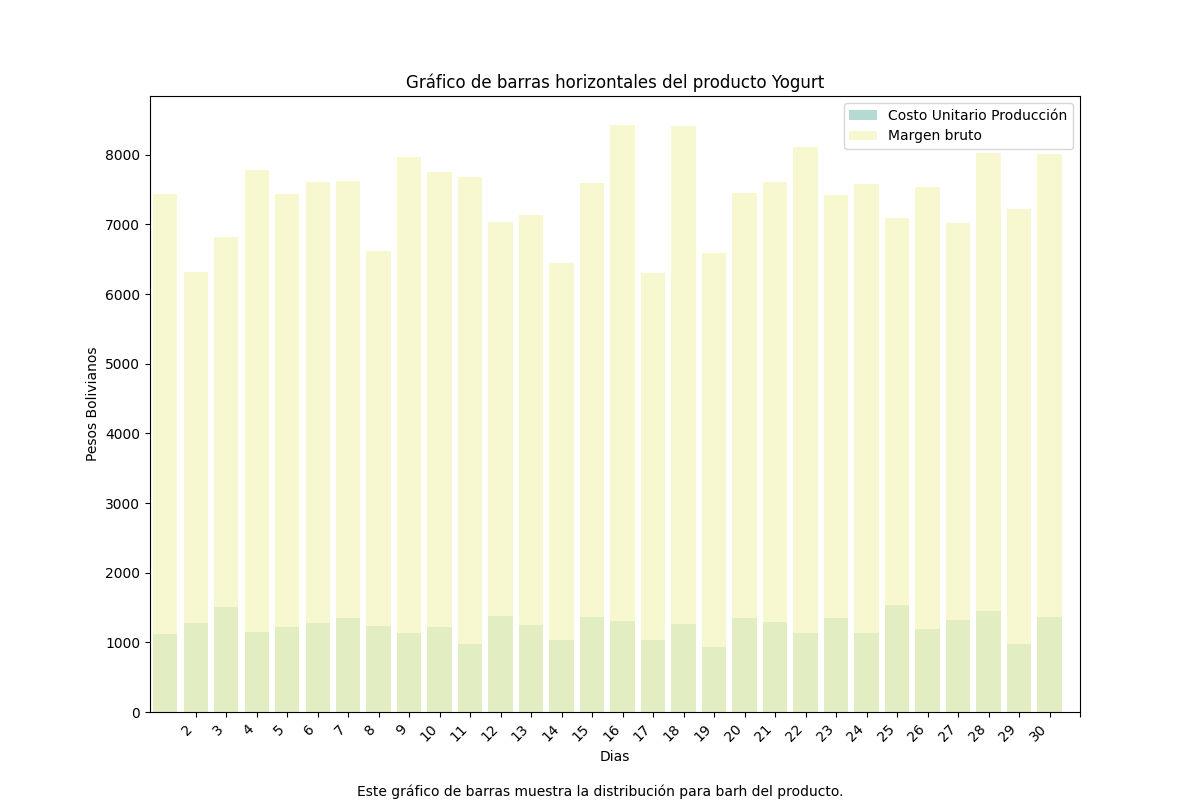 Gráfico de barras horizontales del producto Yogurt
Costo Unitario Producción
Margen bruto
8000
7000
6000
5000
4000
3000
2000
1000
0
Pesos Bolivianos
2 3 4 5 6 7 8 9 10 11 12 13 14 15 16 17 18 19 20 21 22 23 24 25 26 27 28 29 30
Dias
Este gráfico de barras muestra la distribución para barh del producto.